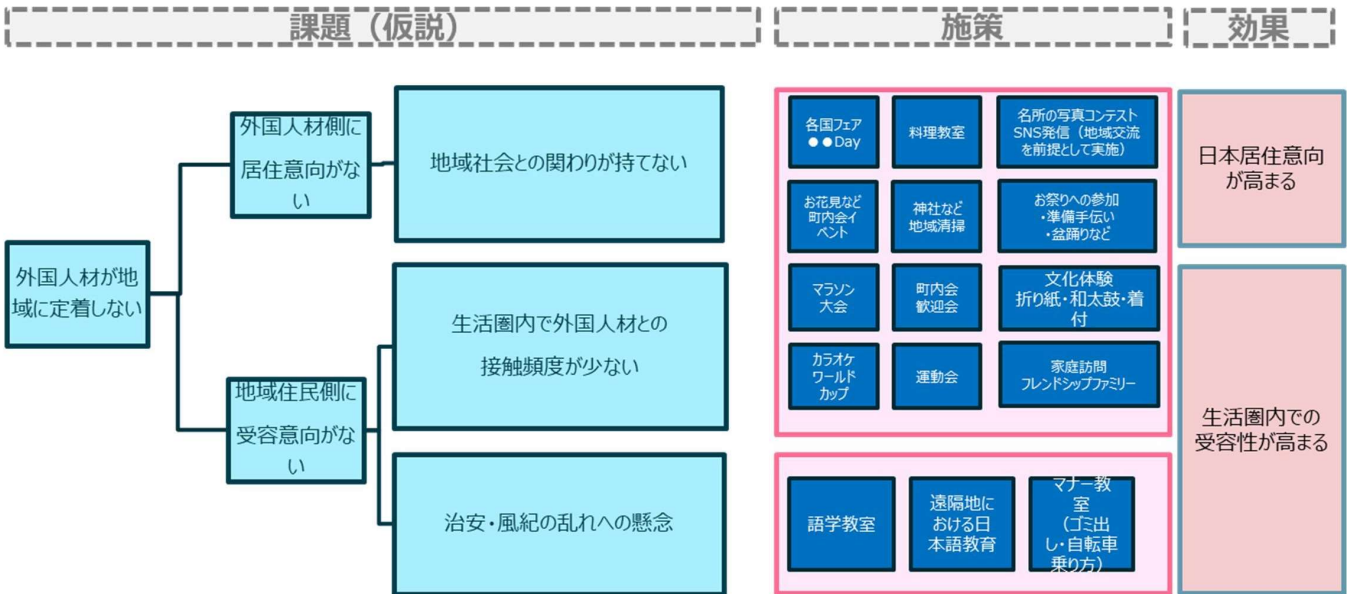 課題（仮説）
施策
効果
外国人材が地
域に定着しない
外国人材側に
居住意向がな
い
地域住民側に
受容意向がな
い
地域社会との関わりが持てない
生活圏内で外国人材との
接触頻度が少ない
治安・風紀の乱れへの懸念
各国フェア
●●Day
料理教室
名所の写真コンテスト
SNS発信（地域交流
を前提として実施）
お花見など
町内会イ
ベント
神社など
地域清掃
お祭りへの参加
・準備手伝い
・盆踊りなど
マラソン
大会
町内会
歓迎会
文化体験
折り紙・和太鼓・着
付
カラオケ
ワールド
カップ
運動会
家庭訪問
フレンドシップファミリー
語学教室
遠隔地に
おける日
本語教育
マナー教
室
（ゴミ出
し・自転車
乗り方）
日本居住意向
が高まる
生活圏内での
受容性が高まる